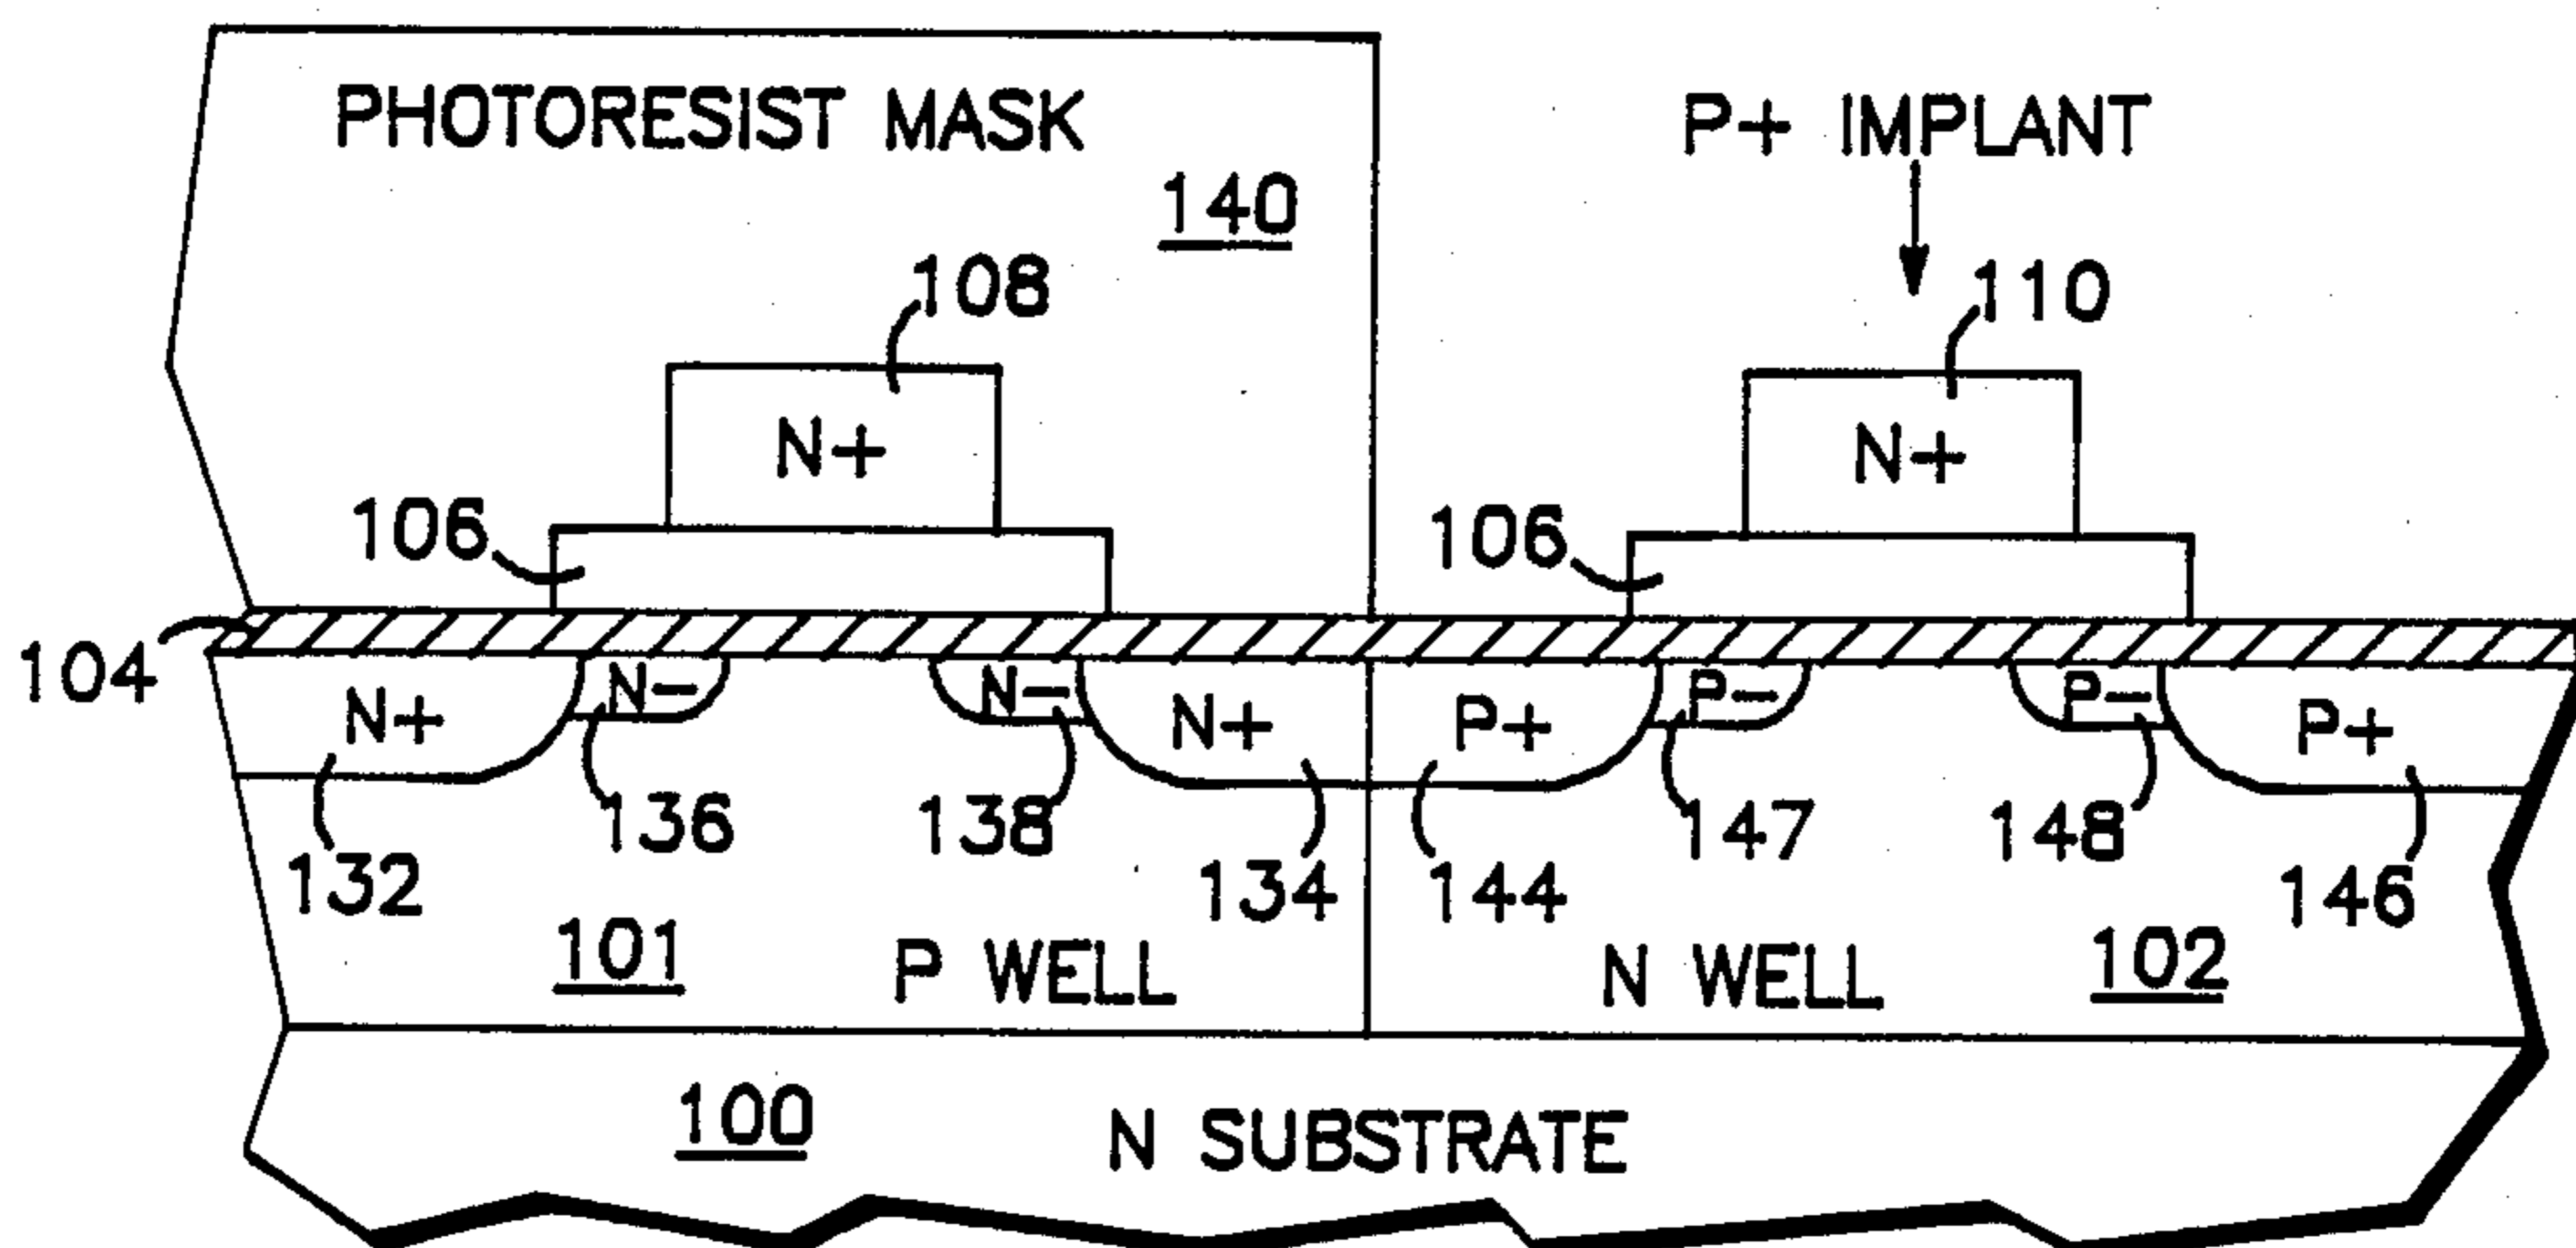 PHOTORESIST MASK
P+ IMPLANT
140
108
110
N+
N+
106
106
104
N+
N-
N-
N+
P+
P-
P-
P+
136
138
147
148
132
134
144
146
101
P WELL
N WELL
102
100
N SUBSTRATE